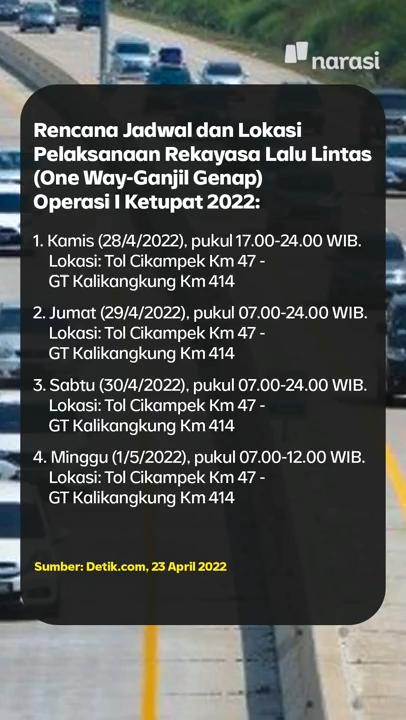 narasi
Rencana Jadwal dan Lokasi
Pelaksanaan Rekayasa Lalu Lintas
(One Way-Ganjil Genap)
Operasi I Ketupat 2022:
1. Kamis (28/4/2022), pukul 17.00-24.00 WIB.
Lokasi: Tol Cikampek Km 47 -
GT Kalikangkung Km 414
2. Jumat (29/4/2022), pukul 07.00-24.00 WIB.
Lokasi: Tol Cikampek Km 47 -
GT Kalikangkung Km 414
3. Sabtu (30/4/2022), pukul 07.00-24.00 WIB.
Lokasi: Tol Cikampek Km 47 -
GT Kalikangkung Km 414
4. Minggu (1/5/2022), pukul 07.00-12.00 WIB.
Lokasi: Tol Cikampek Km 47 -
GT Kalikangkung Km 414
Sumber: Detik.com, 23 April 2022